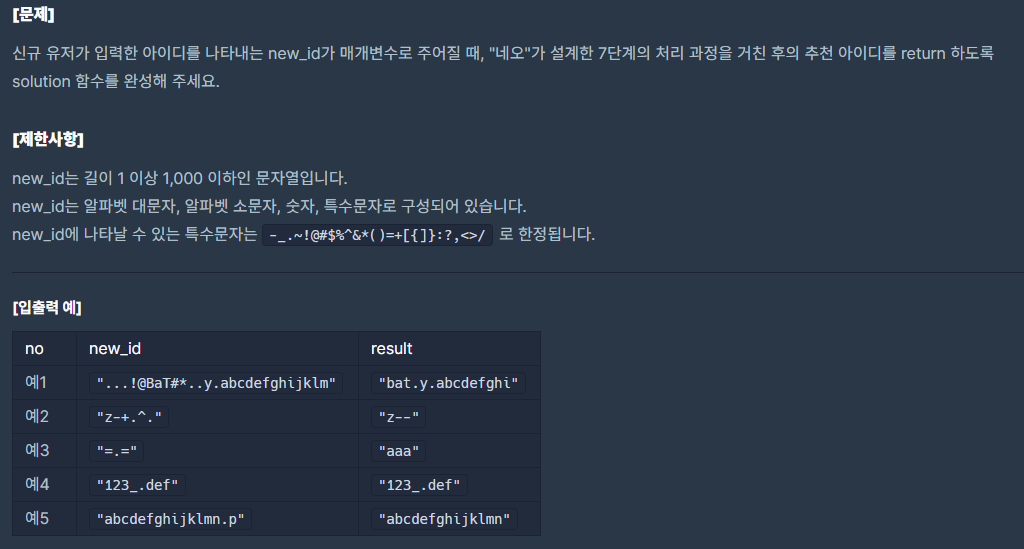 [문제]
신규 유저가 입력한 아이디를 나타내는 new_id가 매개변수로 주어질 때, "네오"가 설계한 7단계의 처리 과정을 거친 후의 추천 아이디를 return 하도록
solution 함수를 완성해 주세요.
[제한사항]
new_id는 길이 1 이상 1,000 이하인 문자열입니다.
new_id는 알파벳 대문자, 알파벳 소문자, 숫자, 특수문자로 구성되어 있습니다.
new_id에 나타날 수 있는 특수문자는 -_.~!@#$%^&*()=+[{]}:?,<>/ 로 한정됩니다.
[입출력 예]
no new_id result
예1 "...!@BaT#*..y.abcdefghijklm" "bat.y.abcdefghi"
예2 "z-+.^." "z--"
예3 "=.=" "aaa"
예4 "123_.def" "123_.def"
예5 "abcdefghijklmn.p" "abcdefghijklmn"